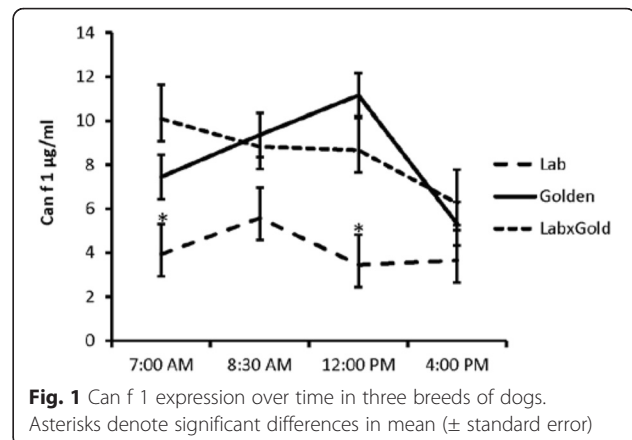 14
12
10
8
6
4
2
0
Can f 1 µg/ml
*
*
7:00 AM 8:30 AM 12:00 PM 4:00 PM
Lab
Golden
LabxGold
Fig. 1 Can f 1 expression over time in three breeds of dogs.
Asterisks denote significant differences in mean (± standard error)